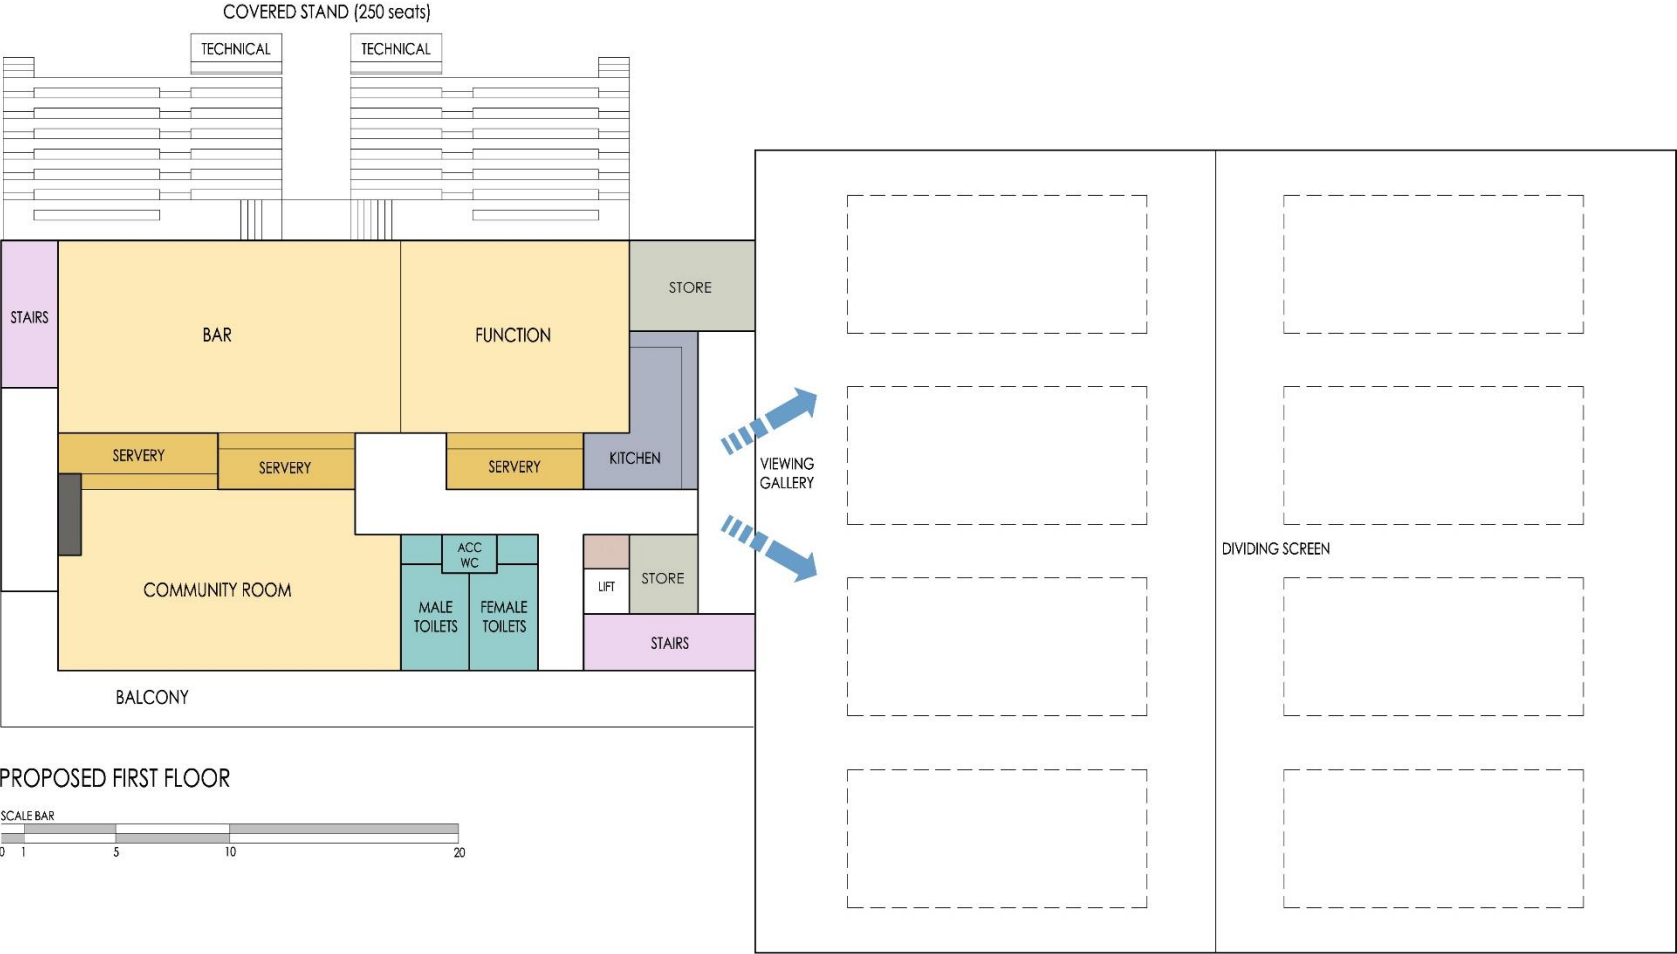 COVERED STAND (250 seats)
TECHNICAL
TECHNICAL
STAIRS
BAR
FUNCTION
STORE
SERVERY
SERVERY
SERVERY
KITCHEN
VIEWING
GALLERY
ACC
WC
DIVIDING SCREEN
COMMUNITY ROOM
MALE
TOILETS
FEMALE
TOILETS
LIFT
STORE
STAIRS
BALCONY
PROPOSED FIRST FLOOR
SCALE BAR
0 1 5 10 20